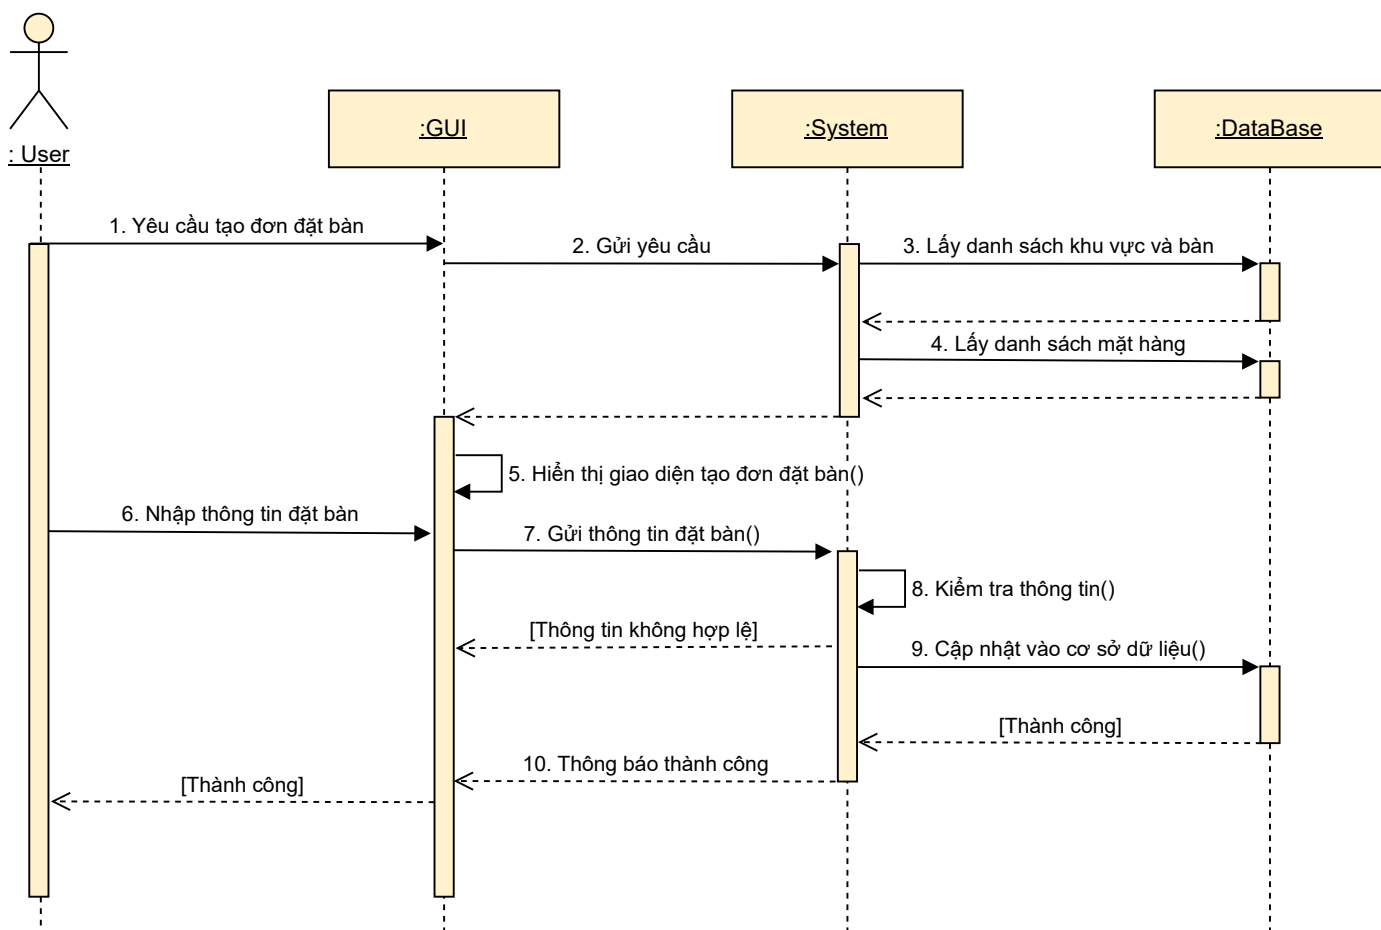 : User
:GUI
:System
:DataBase
1. Yêu cầu tạo đơn đặt bàn
2. Gửi yêu cầu
3. Lấy danh sách khu vực và bàn
4. Lấy danh sách mặt hàng
5. Hiển thị giao diện tạo đơn đặt bàn()
6. Nhập thông tin đặt bàn
7. Gửi thông tin đặt bàn()
8. Kiểm tra thông tin()
[Thông tin không hợp lệ]
9. Cập nhật vào cơ sở dữ liệu()
[Thành công]
10. Thông báo thành công
[Thành công]